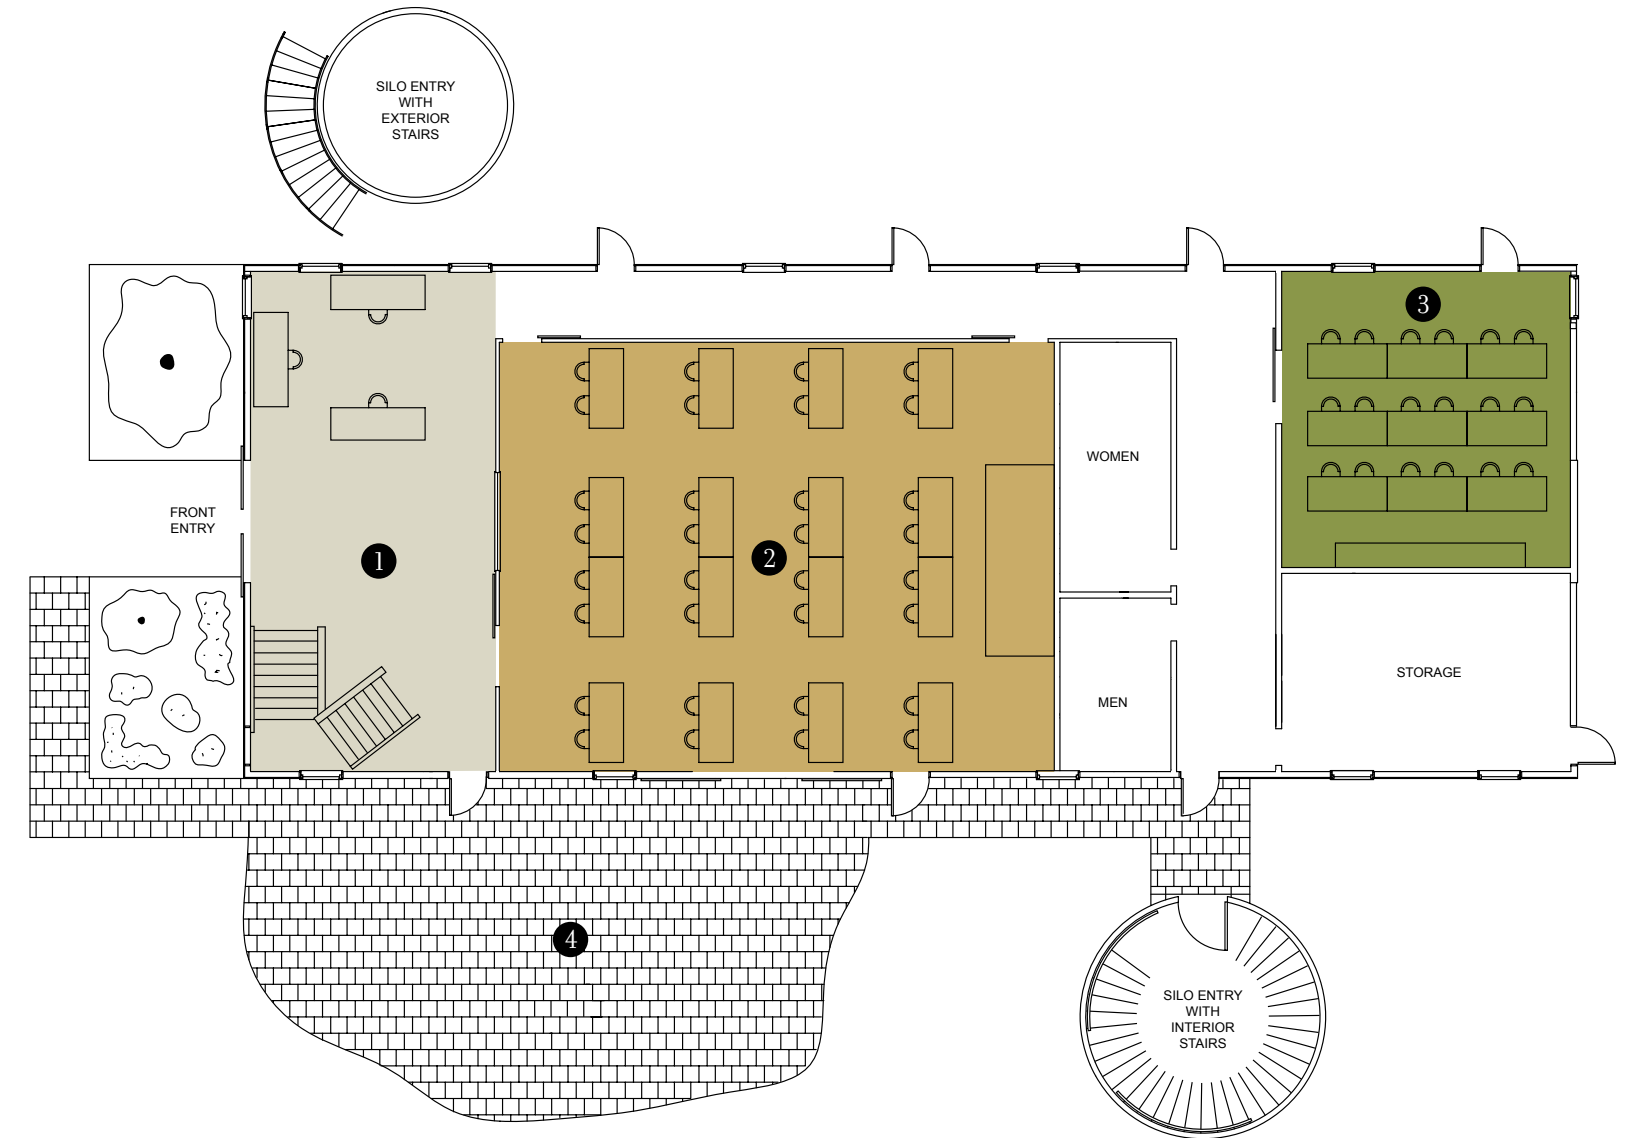 SILO ENTRY
WITH
EXTERIOR
STAIRS
3
WOMEN
FRONT
ENTRY
1
2
STORAGE
MEN
4
SILO ENTRY
WITH
INTERIOR
STAIRS